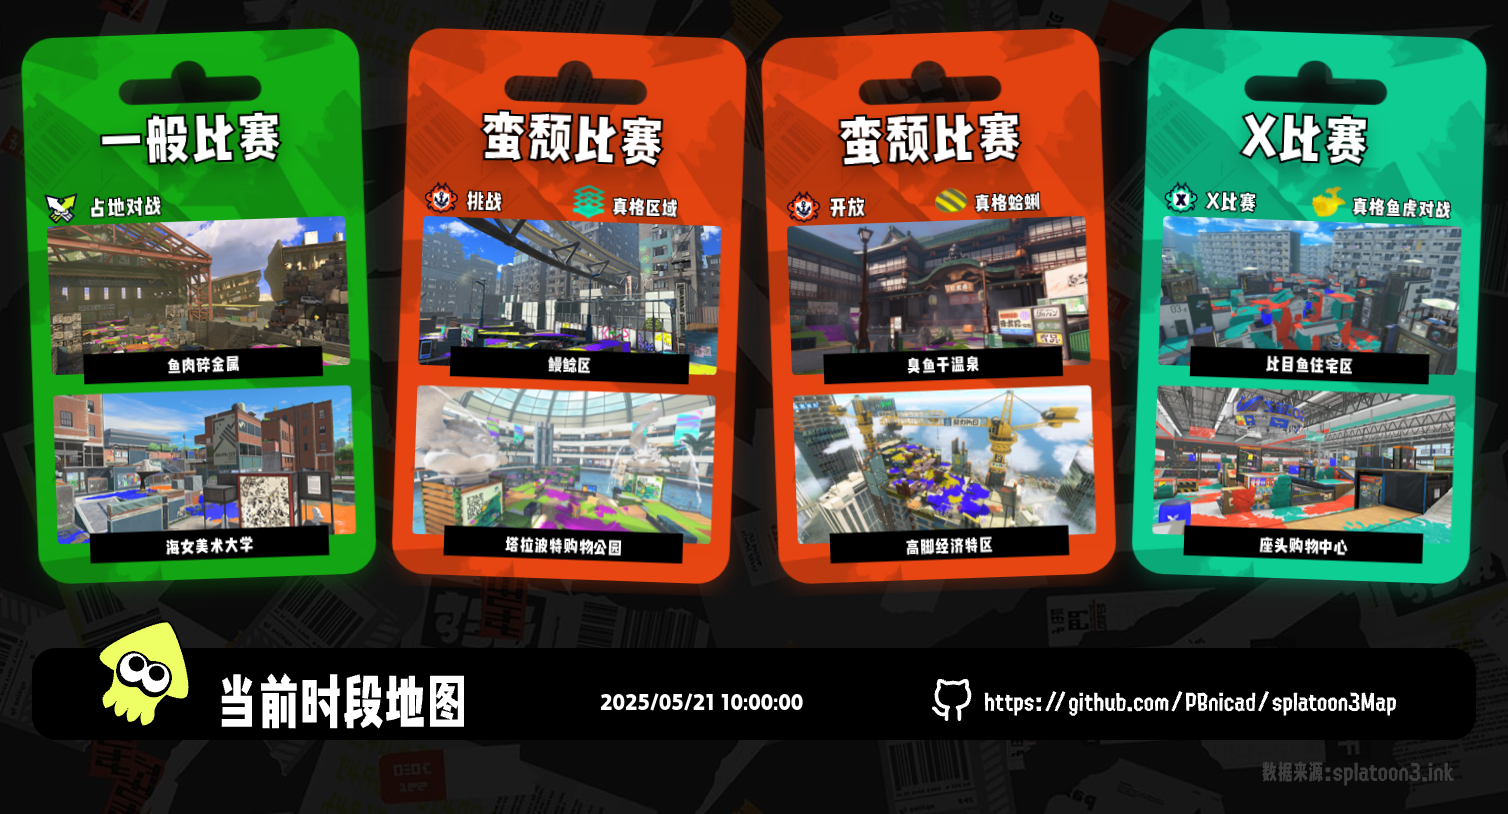 一般比赛
占地对战
鱼肉碎金属
海女美术大学
蛮颓比赛
挑战
真格区域
鳗鲶区
塔拉波特购物公园
蛮颓比赛
开放
真格蛤蜊
臭鱼干温泉
高脚经济特区
X比赛
X比赛
真格鱼虎对战
比目鱼住宅区
座头购物中心
当前时段地图
2025/05/21 10:00:00
https://github.com/PBnicad/splatoon3Map
数据来源:splatoon3.ink